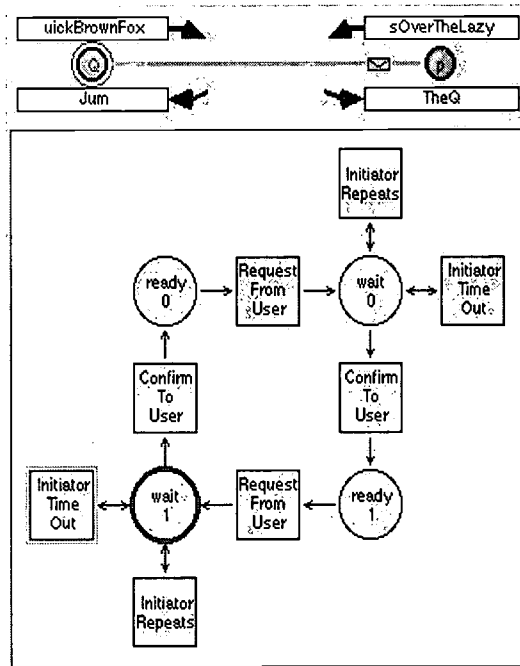 uickBrownFox
sOverTheLazy
Q
p
Jum
TheQ
Initiator
Repeats
ready
0
Request
From
User
wait
0
Initiator
Time
Out
Confirm
To
User
Confirm
To
User
Initiator
Time
Out
wait
1
Request
From
User
ready
1
Initiator
Repeats